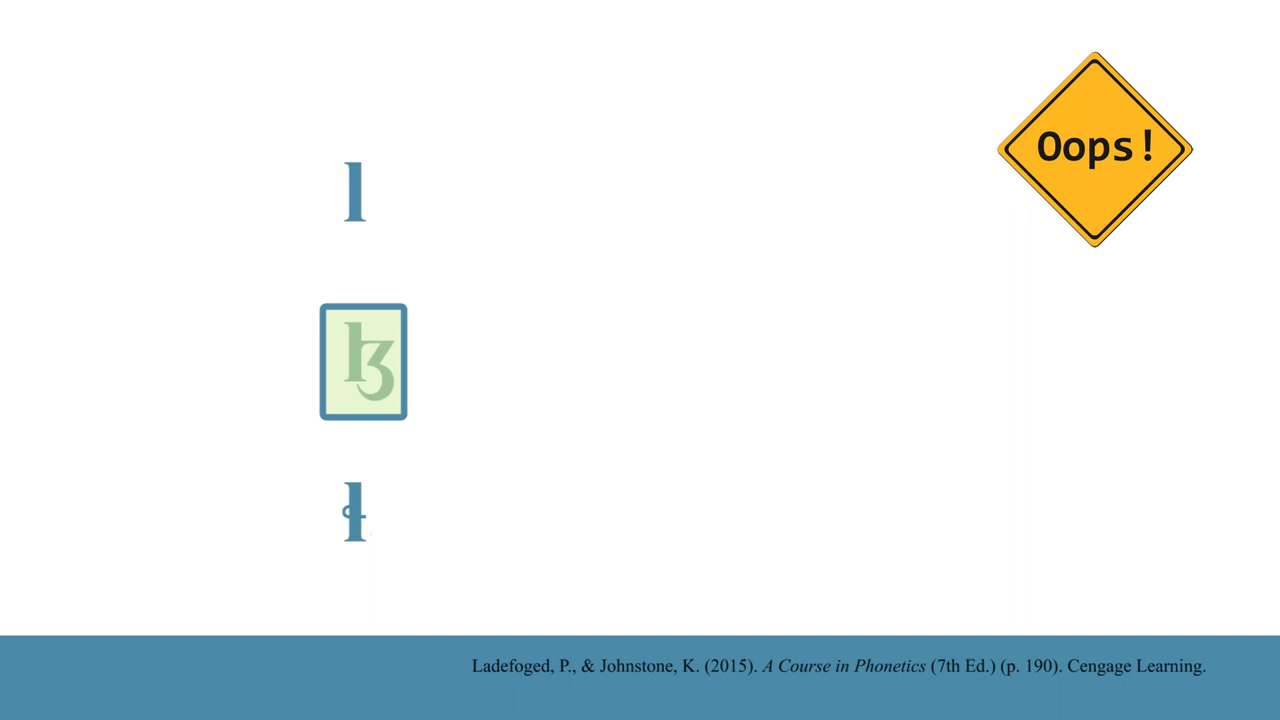 Oops!
l
ɮ
ɬ
Ladefoged, P., & Johnstone, K. (2015). A Course in Phonetics (7th Ed.) (p. 190). Cengage Learning.